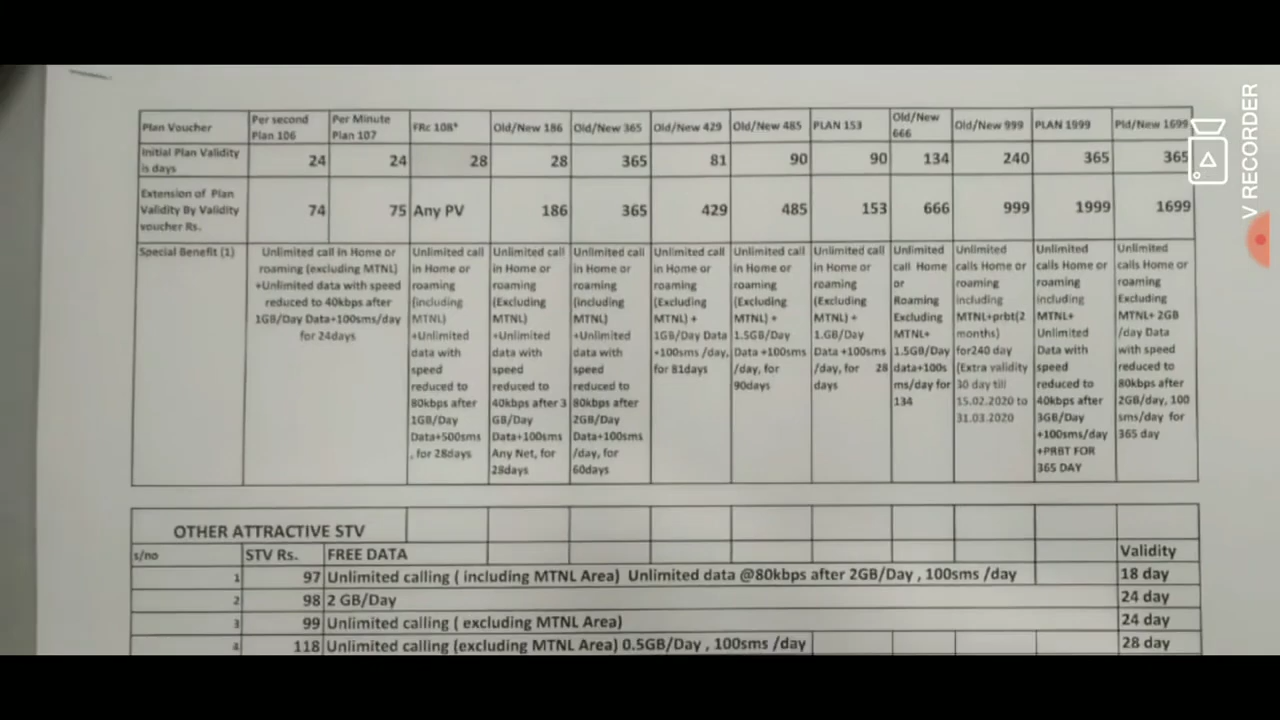 Plan Voucher
Per second
Plan 106
Per Minute
Plan 107
FRc 108*
Old/New 186
Old/New 365
Old/New 429
Old/New 485
PLAN 153
Old/New
666
Old/New 999
PLAN 1999
Pld/New 1699
Initial Plan Validity
is days
24
24
28
28
365
81
90
90
134
240
365
365
Extension of Plan
Validity By Validity
voucher Rs.
74
75
Any PV
186
365
429
485
153
666
999
1999
1699
Special Benefit (1)
Unlimited call in Home or
roaming (excluding MTNL)
+Unlimited data with speed
reduced to 40kbps after
1GB/Day Data+100sms/day
for 24days
Unlimited call
in Home or
roaming
(including
MTNL)
+Unlimited
data with
speed
reduced to
80kbps after
1GB/Day
Data+500sms
, for 28days
Unlimited call
in Home or
roaming
(Excluding
MTNL)
+Unlimited
data with
speed
reduced to
40kbps after 3
GB/Day
Data+100sms
Any Net, for
28days
Unlimited call
in Home or
roaming
(including
MTNL)
+Unlimited
data with
speed
reduced to
80kbps after
2GB/Day
Data+100sms
/day, for
60days
Unlimited call
in Home or
roaming
(Excluding
MTNL) +
1GB/Day Data
+100sms /day,
for 81days
Unlimited call
in Home or
roaming
(Excluding
MTNL) +
1.5GB/Day
Data +100sms
/day, for
90days
Unlimited call
in Home or
roaming
(Excluding
MTNL) +
1.GB/Day
Data +100sms
/day, for 28
days
Unlimited
call Home
or
Roaming
Excluding
MTNL+
1.5GB/Day
data+100s
ms/day for
134
Unlimited
calls Home or
roaming
including
MTNL+prbt(2
months)
for240 day
(Extra validity
30 day till
15.02.2020 to
31.03.2020
Unlimited
calls Home or
roaming
including
MTNL+
Unlimited
Data with
speed
reduced to
40kbps after
3GB/Day
+100sms/day
+PRBT FOR
365 DAY
Unlimited
calls Home or
roaming
Excluding
MTNL+ 2GB
/day Data
with speed
reduced to
80kbps after
2GB/day, 100
sms/day for
365 day
OTHER ATTRACTIVE STV
s/no STV Rs. FREE DATA Validity
1 97 Unlimited calling ( including MTNL Area) Unlimited data @80kbps after 2GB/Day , 100sms /day 18 day
2 98 2 GB/Day 24 day
3 99 Unlimited calling ( excluding MTNL Area) 24 day
118 Unlimited calling (excluding MTNL Area) 0.5GB/Day , 100sms /day 28 day
V RECORDER